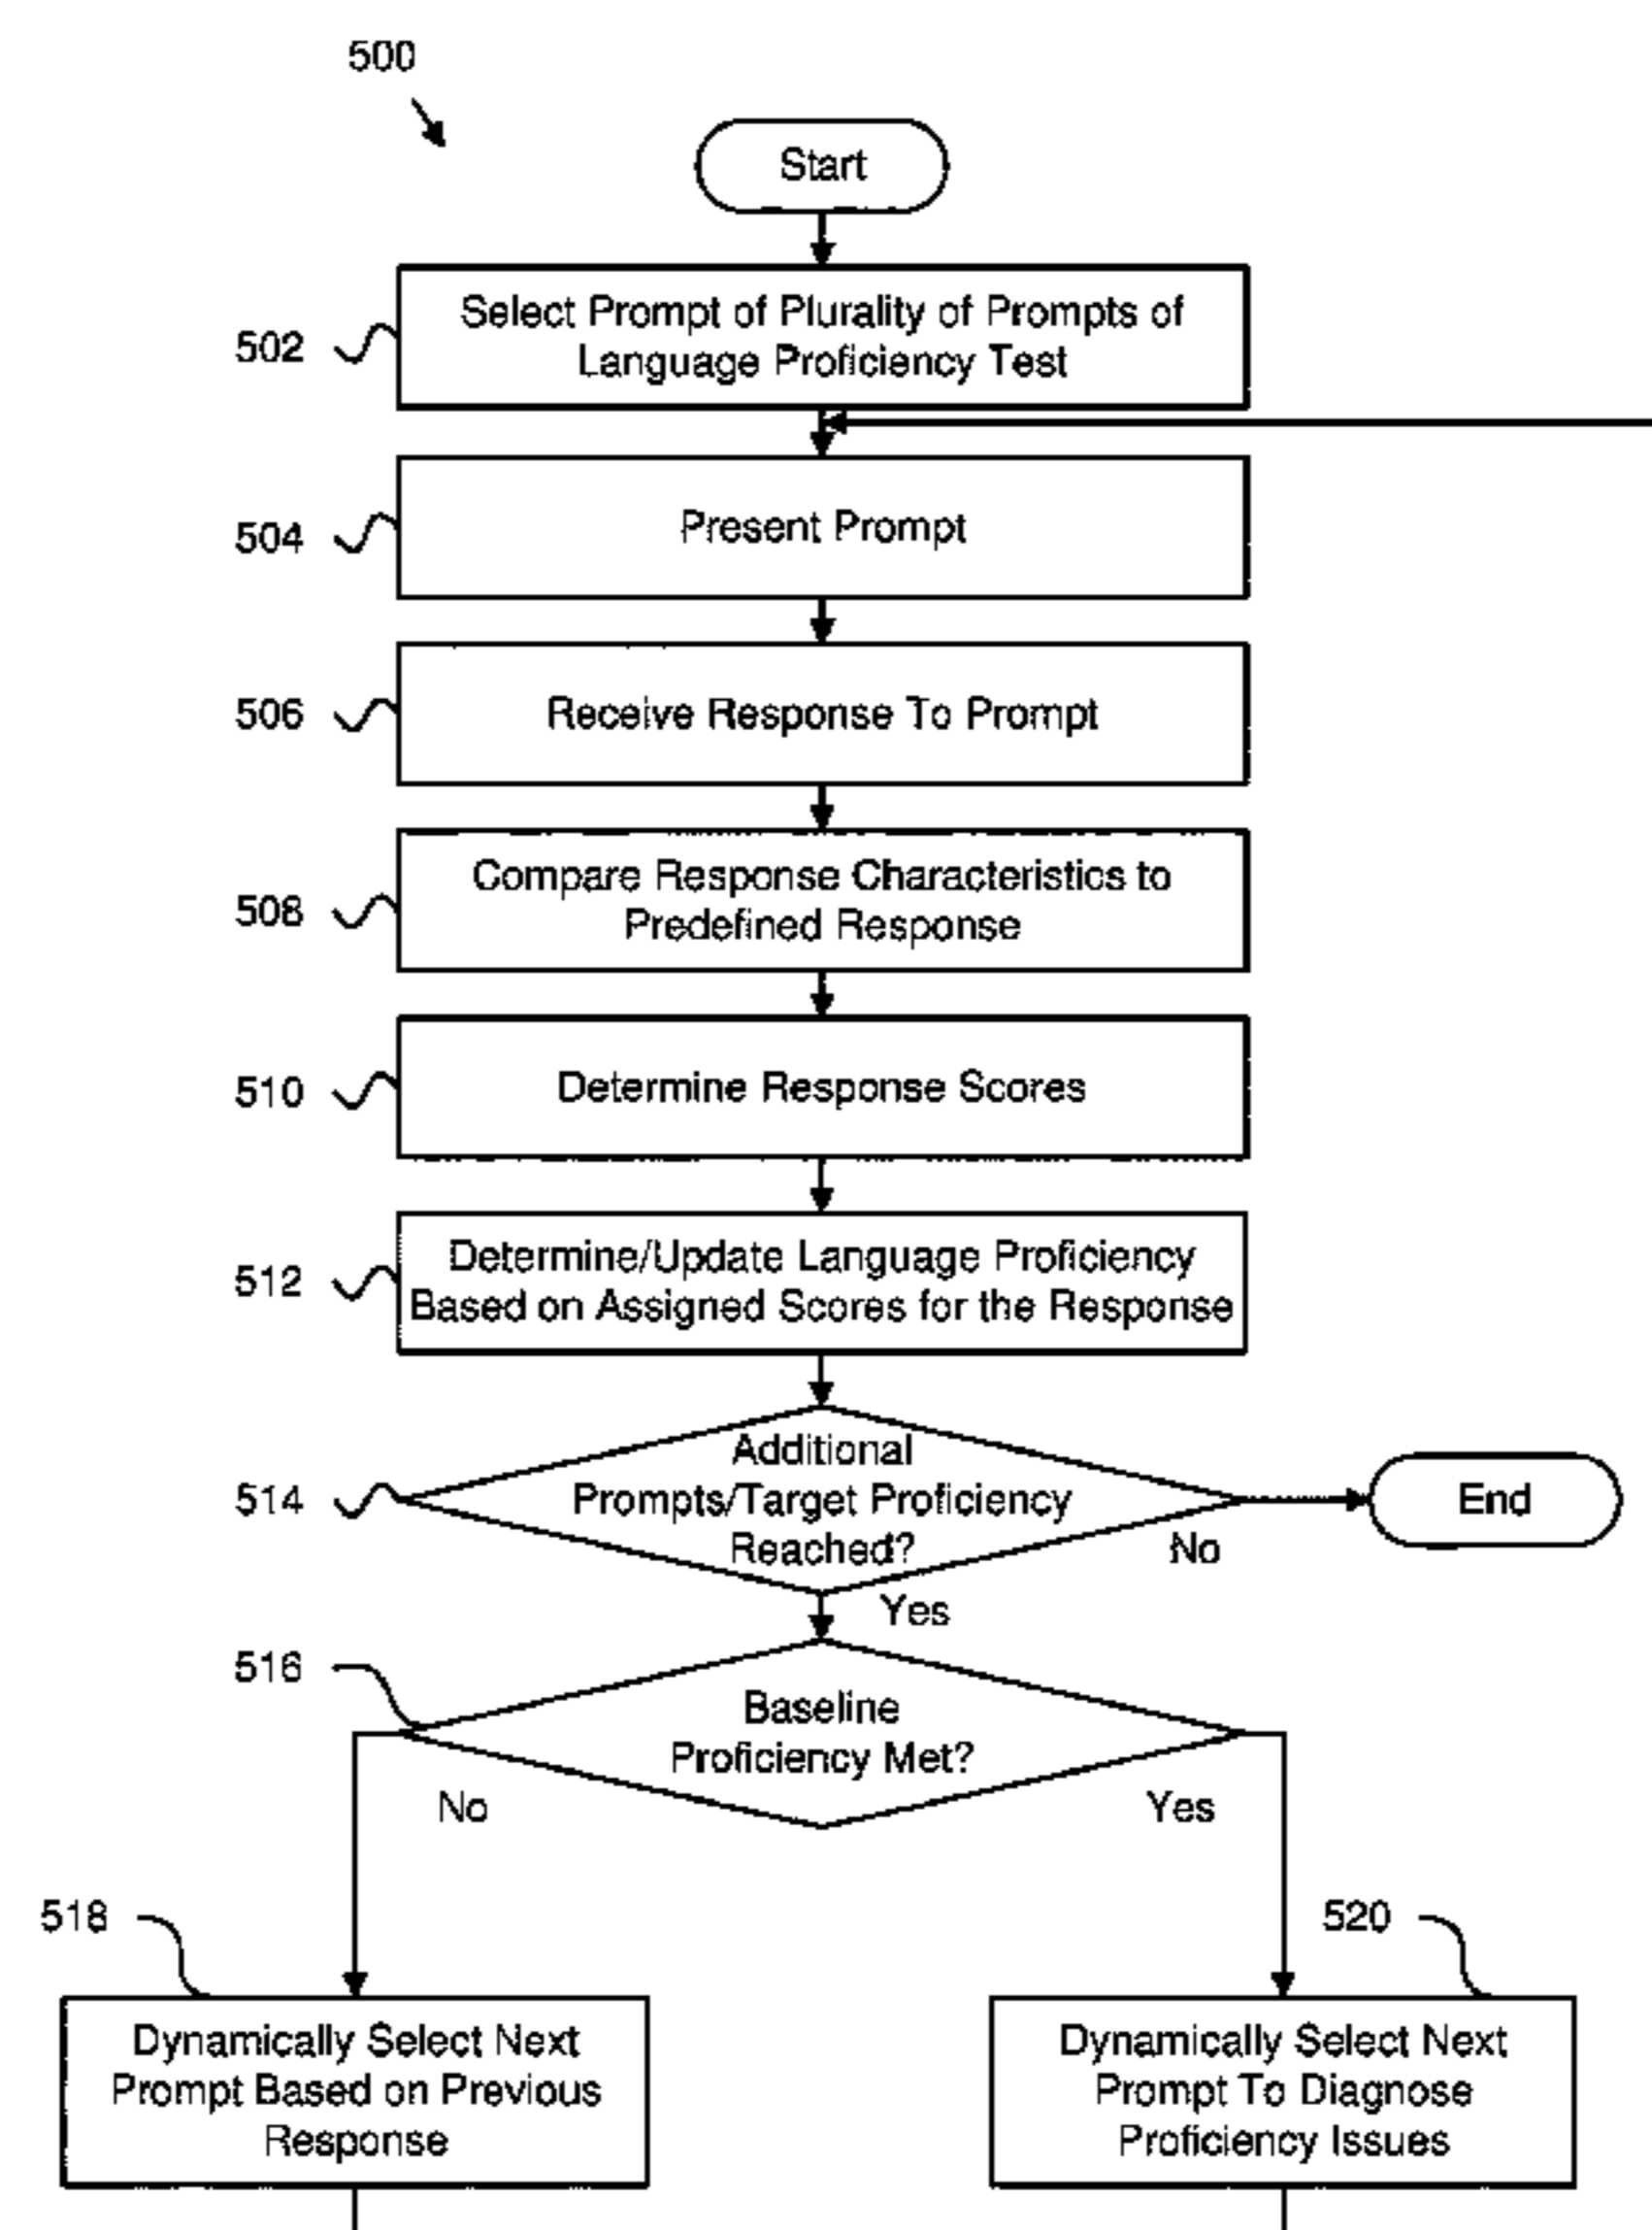 500
Start
Select Prompt of Plurality of Prompts of
Language Proficiency Test
502
Present Prompt
504
Receive Response To Prompt
506
Compare Response Characteristics to
Predefined Response
508
Determine Response Scores
510
Determine/Update Language Proficiency
Based on Assigned Scores for the Response
512
Additional
Prompts/Target Proficiency
Reached?
514
End
No
Yes
516
Baseline
Proficiency Met?
No
Yes
518
520
Dynamically Select Next
Prompt Based on Previous
Response
Dynamically Select Next
Prompt To Diagnose
Proficiency Issues